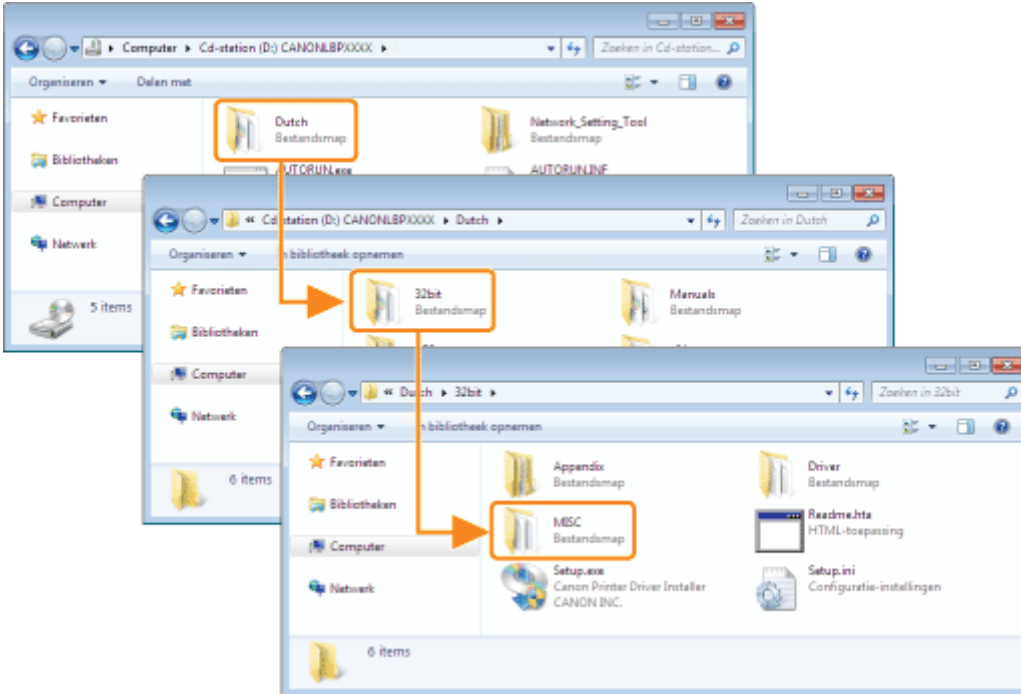 Computer ▸ Cd-station (D:) CANONLBPXXXX ▸
Zoeken in Cd-station...
Organiseren
Delen met
Favorieten
Bibliotheken
Computer
Netwerk
Dutch
Bestandsmap
Network_Setting_Tool
Bestandsmap
AUTORUN.exe
AUTORUN.INF
5 items
« Cd-station (D:) CANONLBPXXXX ▸ Dutch ▸
Zoeken in Dutch
Organiseren
In bibliotheek opnemen
Favorieten
Bibliotheken
Computer
Netwerk
32bit
Bestandsmap
Manuals
Bestandsmap
6 items
« Dutch ▸ 32bit ▸
Zoeken in 32bit
Organiseren
In bibliotheek opnemen
Favorieten
Bibliotheken
Computer
Netwerk
Appendix
Bestandsmap
Driver
Bestandsmap
MISC
Bestandsmap
Readme.hta
HTML-toepassing
Setup.exe
Canon Printer Driver Installer
CANON INC.
Setup.ini
Configuratie-instellingen
6 items